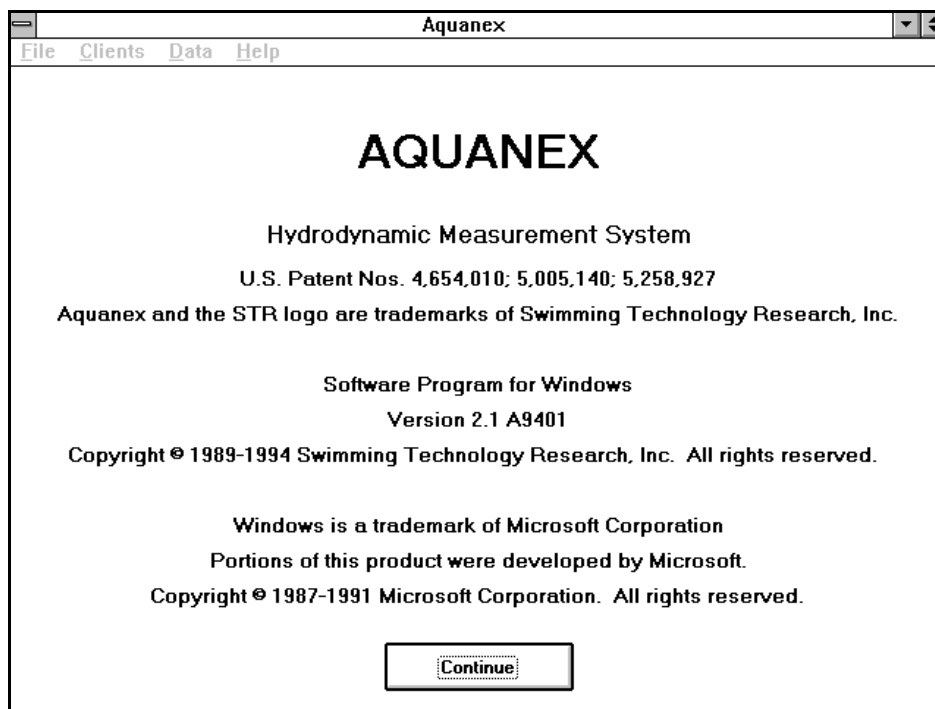 Aquanex
File Clients Data Help
AQUANEX
Hydrodynamic Measurement System
U.S. Patent Nos. 4,654,010; 5,005,140; 5,258,927
Aquanex and the STR logo are trademarks of Swimming Technology Research, Inc.
Software Program for Windows
Version 2.1 A9401
Copyright © 1989-1994 Swimming Technology Research, Inc.  All rights reserved.
Windows is a trademark of Microsoft Corporation
Portions of this product were developed by Microsoft.
Copyright © 1987-1991 Microsoft Corporation.  All rights reserved.
Continue